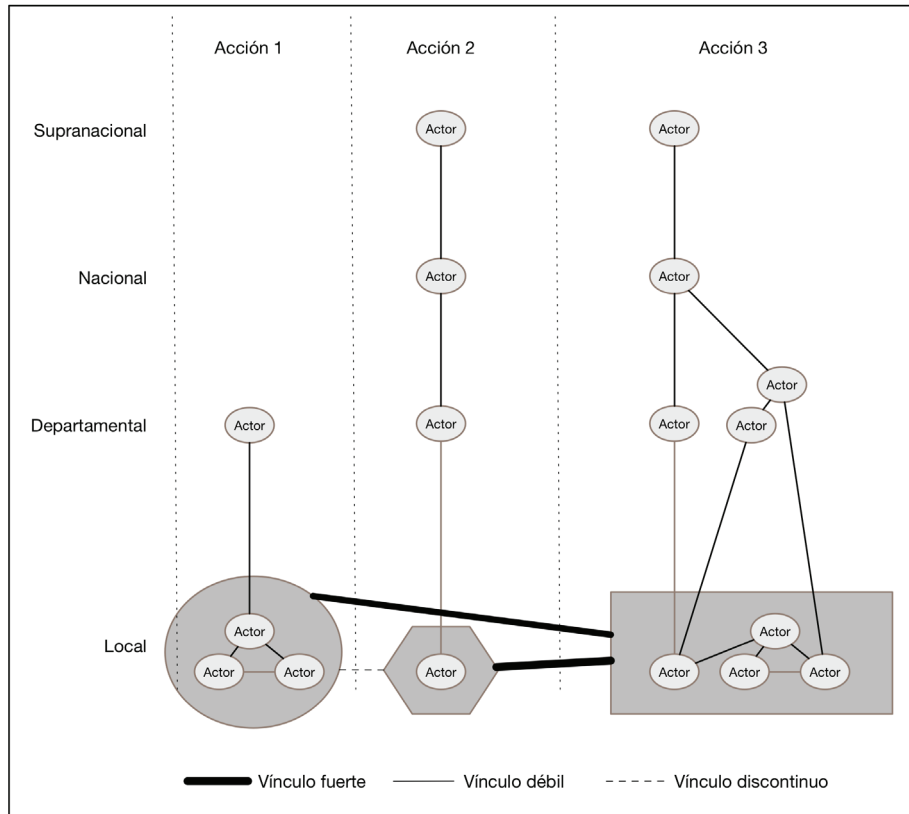 Acción 1 Acción 2 Acción 3
Supranacional Actor Actor
Nacional Actor Actor
Actor
Departamental Actor Actor Actor Actor
Actor Actor
Local
Actor Actor Actor Actor Actor Actor
Vínculo fuerte Vínculo débil Vínculo discontinuo